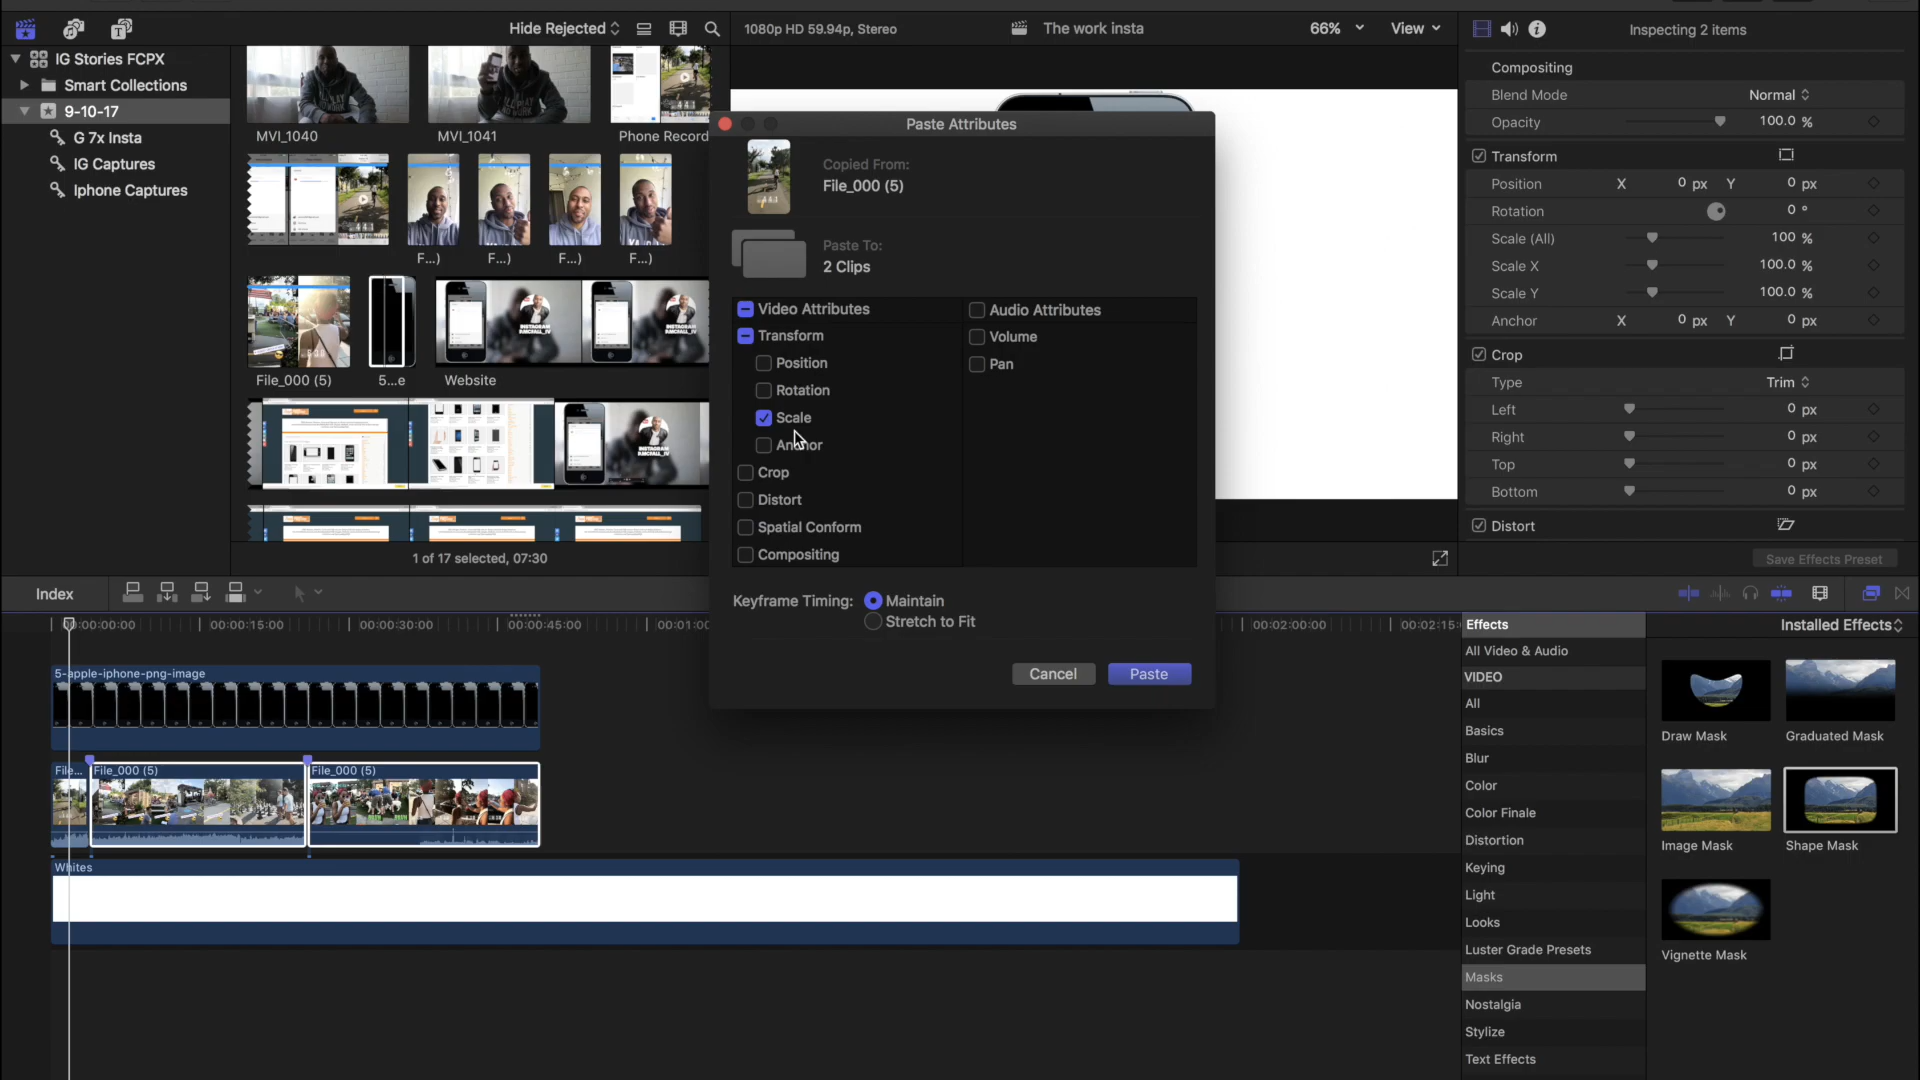 Hide Rejected
1080p HD 59.94p, Stereo
The work insta
66%
View
Inspecting 2 items
IG Stories FCPX
Smart Collections
9-10-17
G 7x Insta
IG Captures
Iphone Captures
MVI_1040
MVI_1041
Phone Record
F...)
F...)
F...)
F...)
File_000 (5)
5...e
Website
1 of 17 selected, 07:30
Paste Attributes
Copied From:
File_000 (5)
Paste To:
2 Clips
Video Attributes
Transform
Position
Rotation
Scale
Anchor
Crop
Distort
Spatial Conform
Compositing
Audio Attributes
Volume
Pan
Keyframe Timing:
Maintain
Stretch to Fit
Cancel
Paste
Compositing
Blend Mode
Normal
Opacity
100.0 %
Transform
Position X 0 px Y 0 px
Rotation 0 °
Scale (All) 100 %
Scale X 100.0 %
Scale Y 100.0 %
Anchor X 0 px Y 0 px
Crop
Type Trim
Left 0 px
Right 0 px
Top 0 px
Bottom 0 px
Distort
Save Effects Preset
Index
00:00:00:00
00:00:15:00
00:00:30:00
00:00:45:00
00:01:0
00:02:00:00
00:02:15:
5-apple-iphone-png-image
File...
File_000 (5)
File_000 (5)
Whites
Effects
Installed Effects
All Video & Audio
VIDEO
All
Basics
Blur
Color
Color Finale
Distortion
Keying
Light
Looks
Luster Grade Presets
Masks
Nostalgia
Stylize
Text Effects
Draw Mask
Graduated Mask
Image Mask
Shape Mask
Vignette Mask